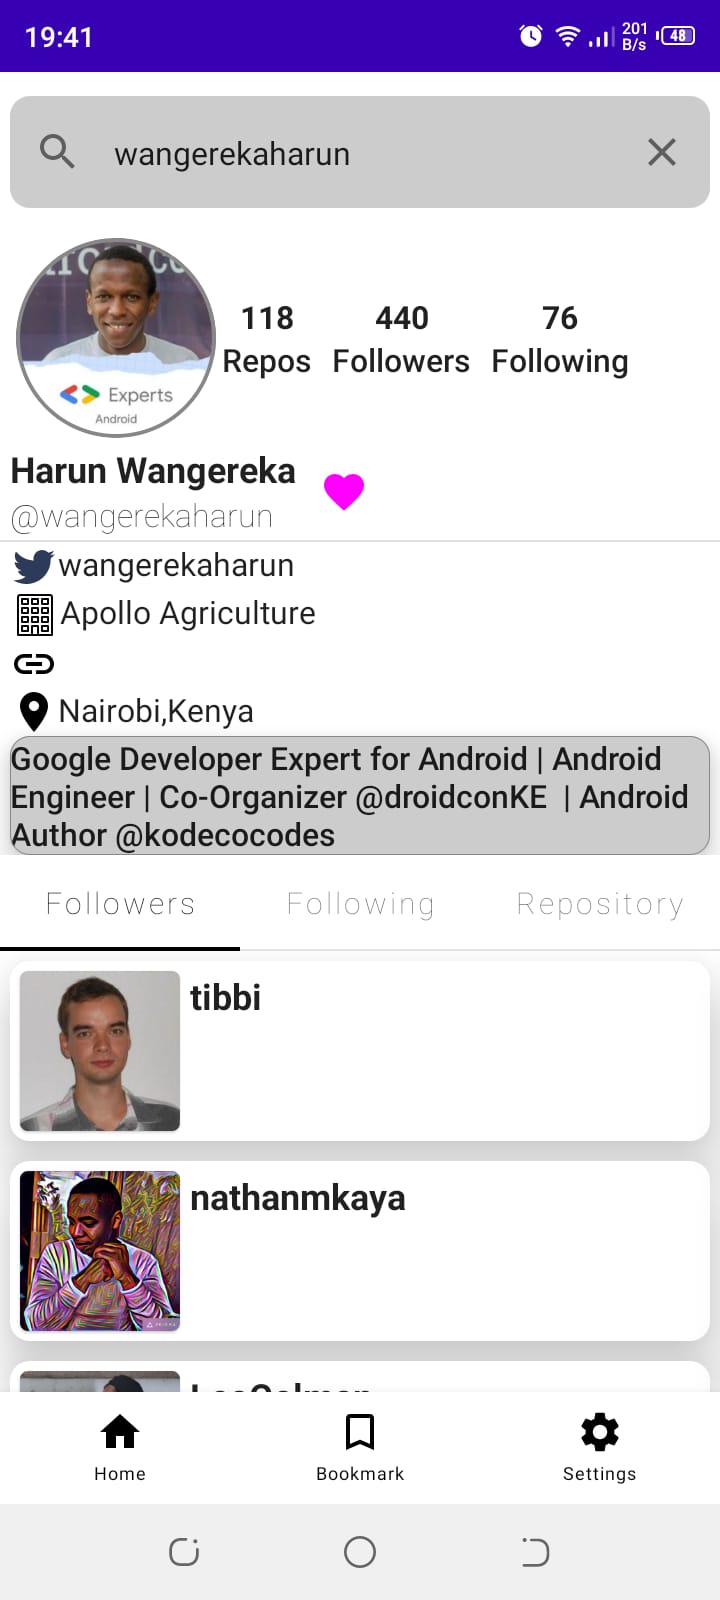 19:41
201 B/s
48
wangerekaharun
Experts
Android
118 440 76
Repos Followers Following
Harun Wangereka
@wangerekaharun
wangerekaharun
Apollo Agriculture
Nairobi,Kenya
Google Developer Expert for Android | Android
Engineer | Co-Organizer @droidconKE | Android
Author @kodecocodes
Followers Following Repository
tibbi
nathanmkaya
Home Bookmark Settings